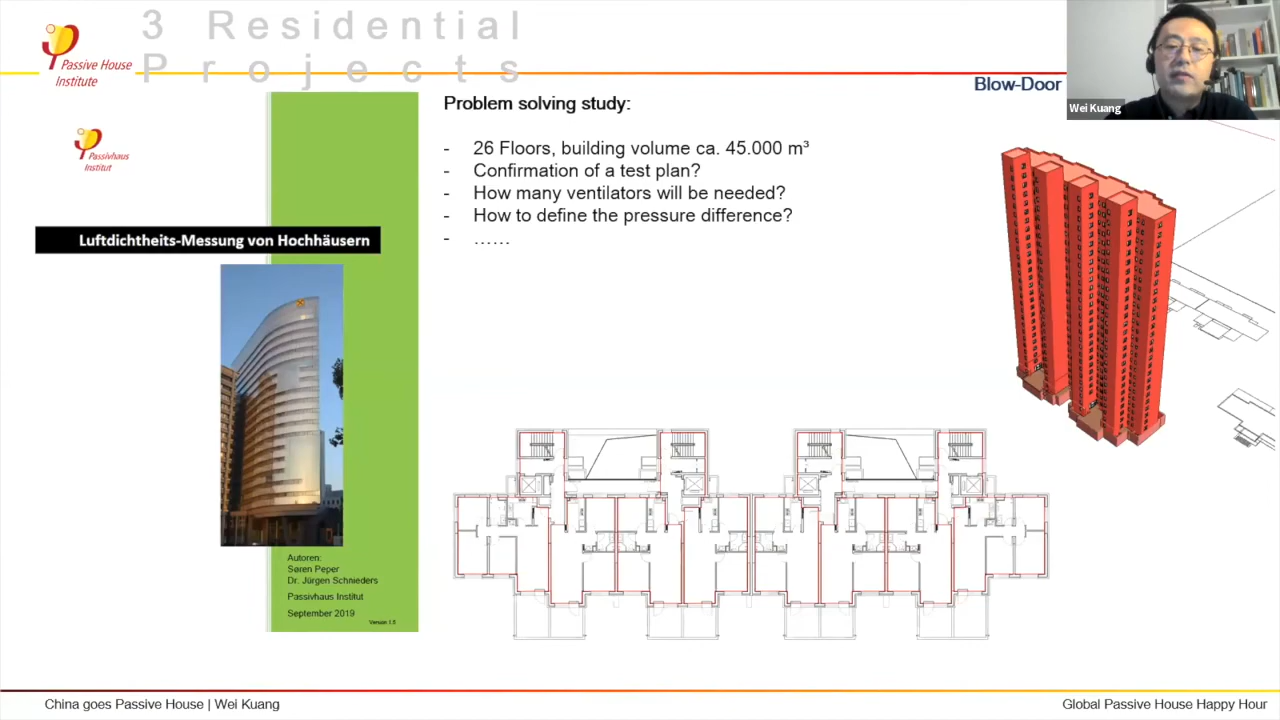 3 Residential
Projects
Passive House
Institute
Blow-Door
Wei Kuang
Passivhaus
Institut
Luftdichtheits-Messung von Hochhäusern
Autoren:
Søren Peper
Dr. Jürgen Schnieders
Passivhaus Institut
September 2019
Version 1.5
Problem solving study:
- 26 Floors, building volume ca. 45.000 m³
- Confirmation of a test plan?
- How many ventilators will be needed?
- How to define the pressure difference?
- ……
China goes Passive House | Wei Kuang
Global Passive House Happy Hour